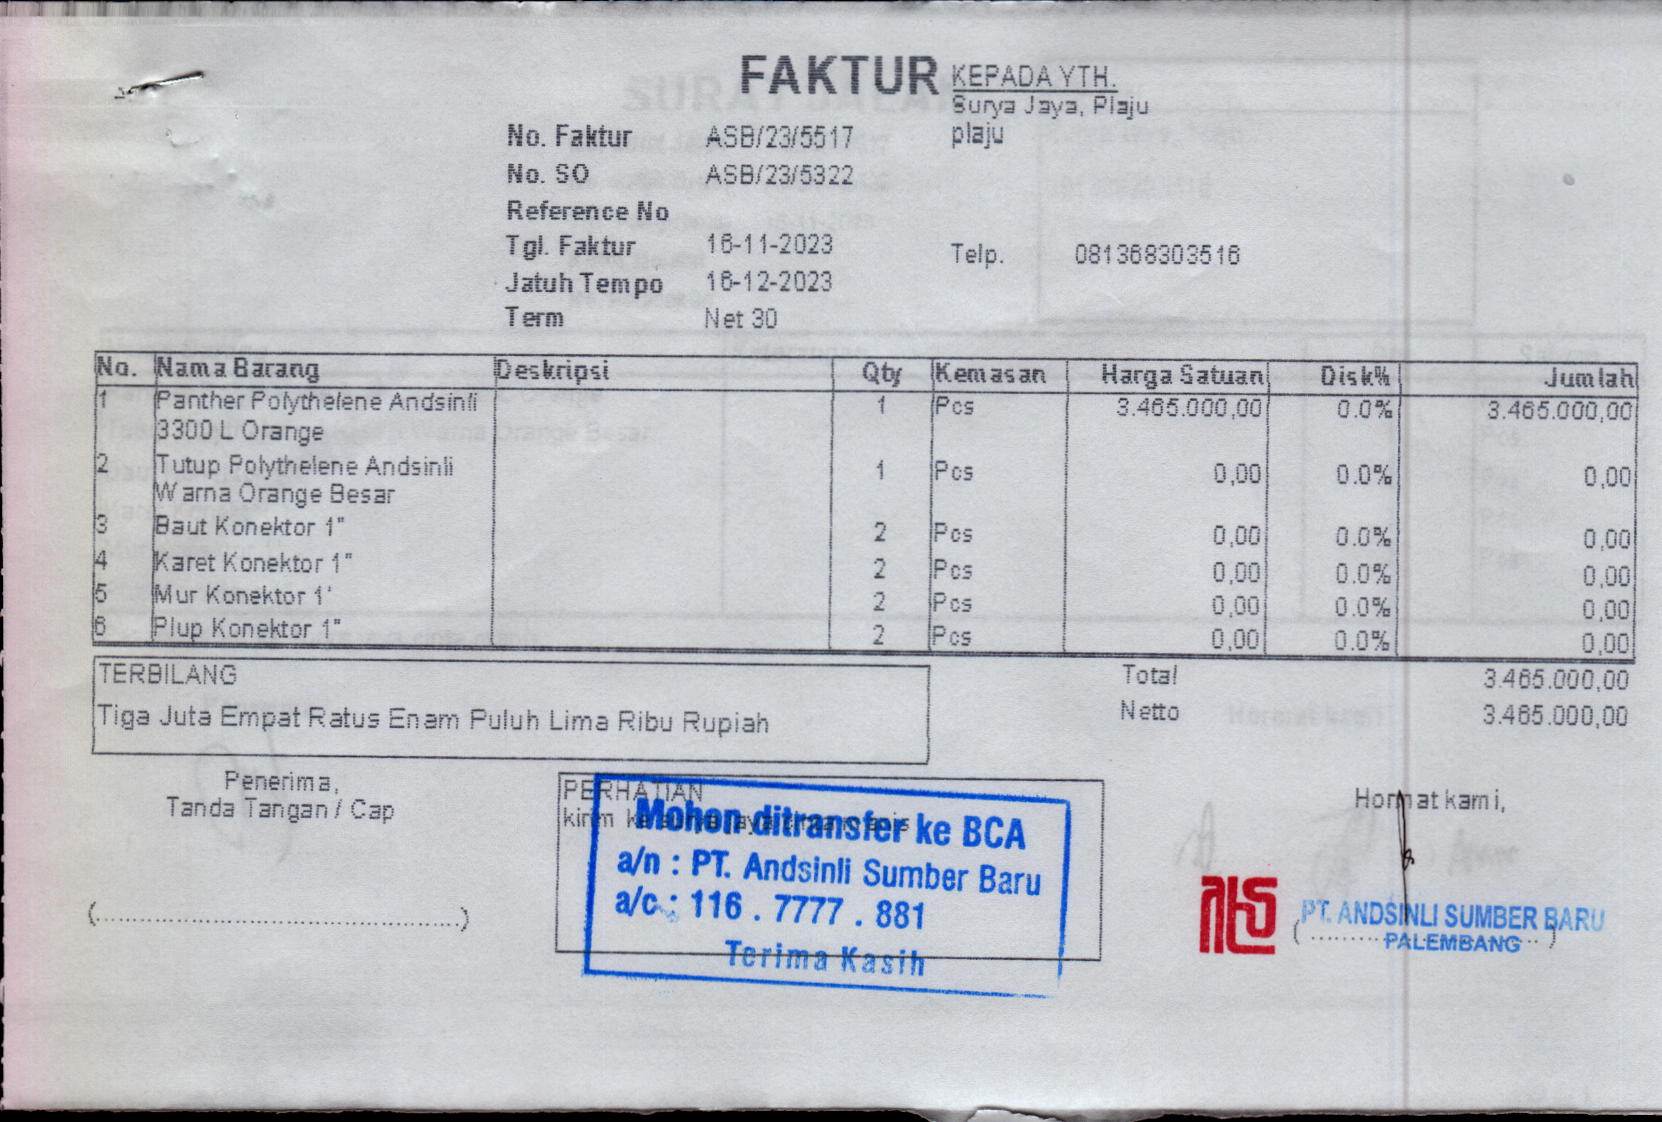 FAKTUR
KEPADA YTH.
Surya Jaya, Plaju
plaju
No. Faktur ASB/23/5517
No. SO ASB/23/5322
Reference No
Tgl. Faktur 16-11-2023
Telp. 081368303516
Jatuh Tempo 16-12-2023
Term Net 30
No. Nama Barang Deskripsi Qty Kemasan Harga Satuan Disk% Jumlah
1 Panther Polythelene Andsinli 1 Pcs 3.465.000,00 0.0% 3.465.000,00
3300 L Orange
2 Tutup Polythelene Andsinli 1 Pcs 0,00 0.0% 0,00
Warna Orange Besar
3 Baut Konektor 1" 2 Pcs 0,00 0.0% 0,00
4 Karet Konektor 1" 2 Pcs 0,00 0.0% 0,00
5 Mur Konektor 1' 2 Pcs 0,00 0.0% 0,00
6 Plup Konektor 1" 2 Pcs 0,00 0.0% 0,00
TERBILANG
Tiga Juta Empat Ratus Enam Puluh Lima Ribu Rupiah
Total 3.465.000,00
Netto 3.465.000,00
Penerima,
Tanda Tangan / Cap
(..................................................)
PERHATIAN
kirim ke surya jaya
Mohon ditransfer ke BCA
a/n : PT. Andsinli Sumber Baru
a/c : 116 . 7777 . 881
Terima Kasih
Hormat kami,
PT. ANDSINLI SUMBER BARU
PALEMBANG